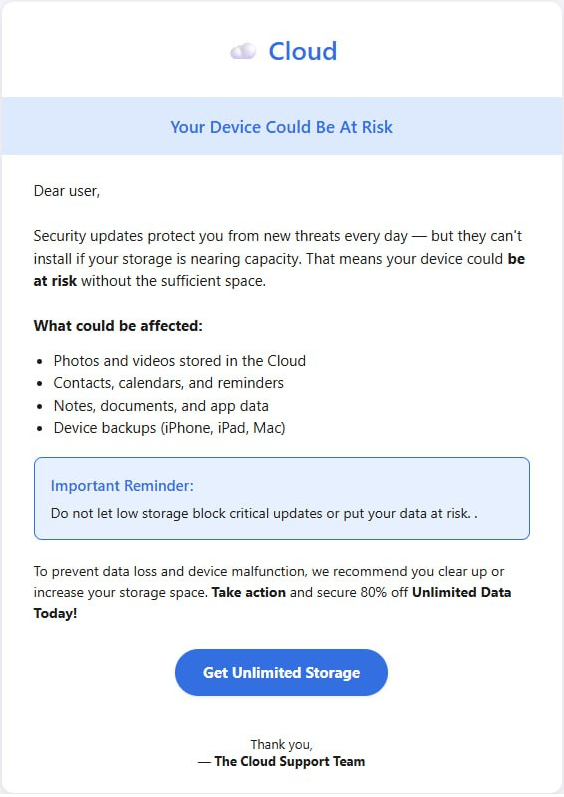 Cloud
Your Device Could Be At Risk
Dear user,
Security updates protect you from new threats every day — but they can't
install if your storage is nearing capacity. That means your device could be
at risk without the sufficient space.
What could be affected:
• Photos and videos stored in the Cloud
• Contacts, calendars, and reminders
• Notes, documents, and app data
• Device backups (iPhone, iPad, Mac)
Important Reminder:
Do not let low storage block critical updates or put your data at risk. .
To prevent data loss and device malfunction, we recommend you clear up or
increase your storage space. Take action and secure 80% off Unlimited Data
Today!
Get Unlimited Storage
Thank you,
— The Cloud Support Team